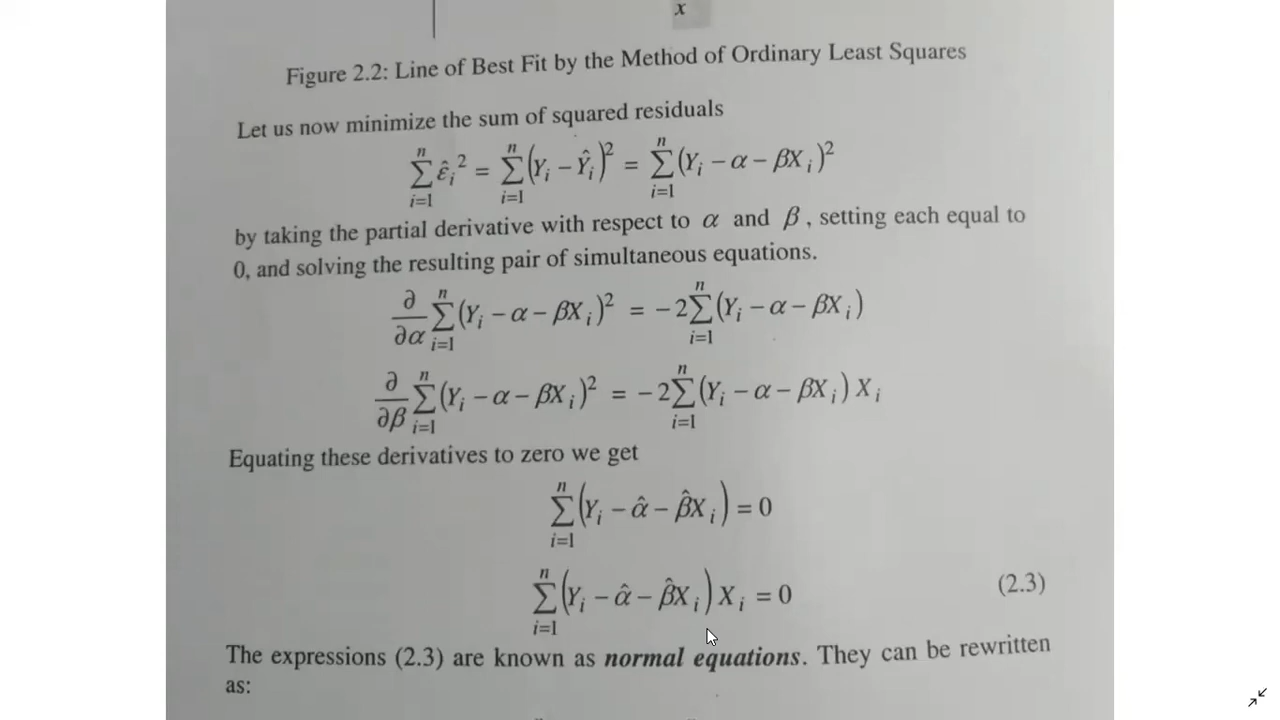 x
Figure 2.2: Line of Best Fit by the Method of Ordinary Least Squares
Let us now minimize the sum of squared residuals
∑_{i=1}^{n} ε̂_i² = ∑_{i=1}^{n} (Y_i − Ŷ_i)² = ∑_{i=1}^{n} (Y_i − α − βX_i)²
by taking the partial derivative with respect to α and β, setting each equal to
0, and solving the resulting pair of simultaneous equations.
∂/∂α ∑_{i=1}^{n} (Y_i − α − βX_i)² = −2∑_{i=1}^{n} (Y_i − α − βX_i)
∂/∂β ∑_{i=1}^{n} (Y_i − α − βX_i)² = −2∑_{i=1}^{n} (Y_i − α − βX_i) X_i
Equating these derivatives to zero we get
∑_{i=1}^{n} (Y_i − α̂ − β̂X_i) = 0
∑_{i=1}^{n} (Y_i − α̂ − β̂X_i) X_i = 0 (2.3)
The expressions (2.3) are known as normal equations. They can be rewritten
as: